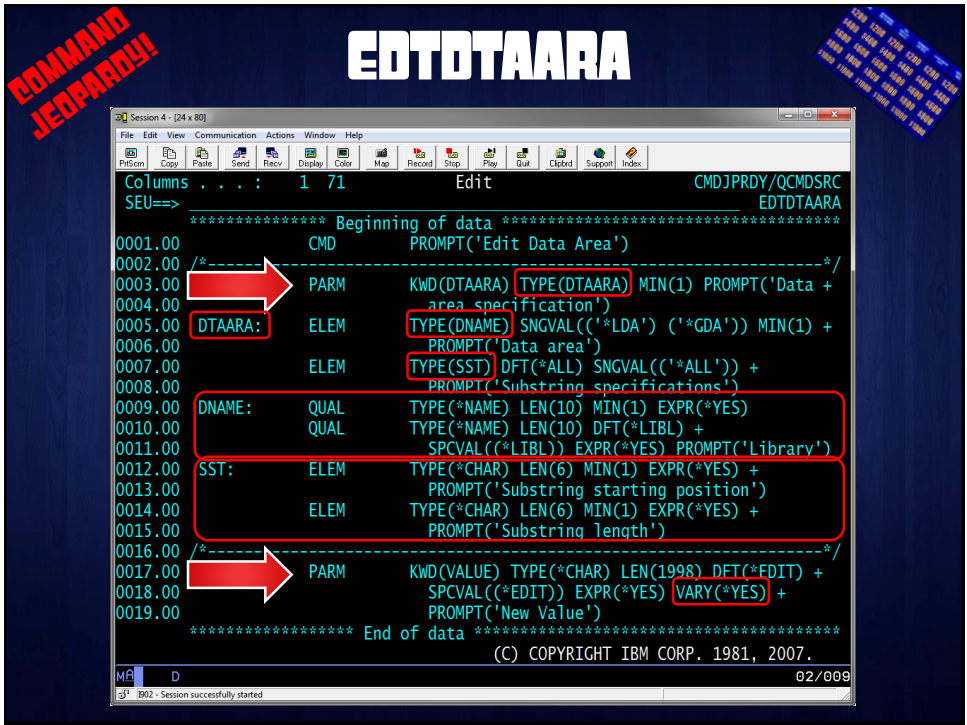 COMMAND
JEOPARDY!
EDTDTAARA
Session 4 - [24 x 80]
File Edit View Communication Actions Window Help
PrtScrn Copy Paste Send Recv Display Color Map Record Stop Play Quit Clipbrd Support Index
Columns . . . : 1 71 Edit CMDJPRDY/QCMDSRC
SEU==> EDTDTAARA
*************** Beginning of data *************************************
0001.00 CMD PROMPT('Edit Data Area')
0002.00 /*--------------------------------------------------------------------*/
0003.00 PARM KWD(DTAARA) TYPE(DTAARA) MIN(1) PROMPT('Data +
0004.00 area specification')
0005.00 DTAARA: ELEM TYPE(DNAME) SNGVAL(('*LDA') ('*GDA')) MIN(1) +
0006.00 PROMPT('Data area')
0007.00 ELEM TYPE(SST) DFT(*ALL) SNGVAL(('*ALL')) +
0008.00 PROMPT('Substring specifications')
0009.00 DNAME: QUAL TYPE(*NAME) LEN(10) MIN(1) EXPR(*YES)
0010.00 QUAL TYPE(*NAME) LEN(10) DFT(*LIBL) +
0011.00 SPCVAL((*LIBL)) EXPR(*YES) PROMPT('Library')
0012.00 SST: ELEM TYPE(*CHAR) LEN(6) MIN(1) EXPR(*YES) +
0013.00 PROMPT('Substring starting position')
0014.00 ELEM TYPE(*CHAR) LEN(6) MIN(1) EXPR(*YES) +
0015.00 PROMPT('Substring length')
0016.00 /*--------------------------------------------------------------------*/
0017.00 PARM KWD(VALUE) TYPE(*CHAR) LEN(1998) DFT(*EDIT) +
0018.00 SPCVAL((*EDIT)) EXPR(*YES) VARY(*YES) +
0019.00 PROMPT('New Value')
****************** End of data ****************************************
(C) COPYRIGHT IBM CORP. 1981, 2007.
MA D 02/009
I902 - Session successfully started